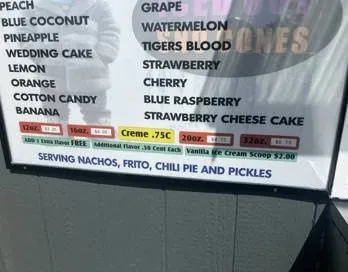 PEACH
BLUE COCONUT
PINEAPPLE
WEDDING CAKE
LEMON
ORANGE
COTTON CANDY
BANANA
GRAPE
WATERMELON
TIGERS BLOOD
STRAWBERRY
CHERRY
BLUE RASPBERRY
STRAWBERRY CHEESE CAKE
12oz. 16oz. Creme .75C 20oz. 32oz.
ADD 1 Extra Flavor FREE Additional Flavor .50 Cent Each Vanilla Ice Cream Scoop $2.00
SERVING NACHOS, FRITO, CHILI PIE AND PICKLES